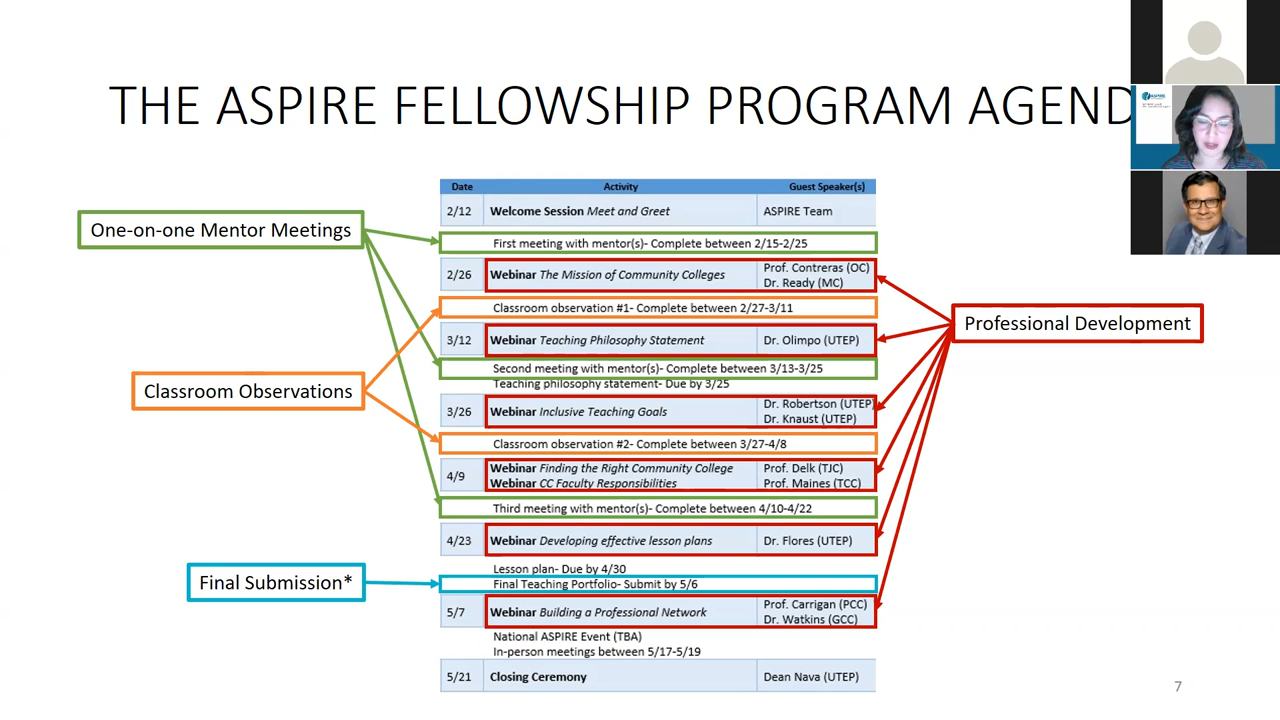 THE ASPIRE FELLOWSHIP PROGRAM AGEND
ASPIRE
One-on-one Mentor Meetings
Classroom Observations
Final Submission*
Date Activity Guest Speaker(s)
2/12 Welcome Session Meet and Greet ASPIRE Team
First meeting with mentor(s)- Complete between 2/15-2/25
2/26 Webinar The Mission of Community Colleges Prof. Contreras (OC)
Dr. Ready (MC)
Classroom observation #1- Complete between 2/27-3/11
3/12 Webinar Teaching Philosophy Statement Dr. Olimpo (UTEP)
Second meeting with mentor(s)- Complete between 3/13-3/25
Teaching philosophy statement- Due by 3/25
3/26 Webinar Inclusive Teaching Goals Dr. Robertson (UTEP)
Dr. Knaust (UTEP)
Classroom observation #2- Complete between 3/27-4/8
4/9 Webinar Finding the Right Community College Prof. Delk (TJC)
Webinar CC Faculty Responsibilities Prof. Maines (TCC)
Third meeting with mentor(s)- Complete between 4/10-4/22
4/23 Webinar Developing effective lesson plans Dr. Flores (UTEP)
Lesson plan- Due by 4/30
Final Teaching Portfolio- Submit by 5/6
5/7 Webinar Building a Professional Network Prof. Carrigan (PCC)
Dr. Watkins (GCC)
National ASPIRE Event (TBA)
In-person meetings between 5/17-5/19
5/21 Closing Ceremony Dean Nava (UTEP)
Professional Development
7